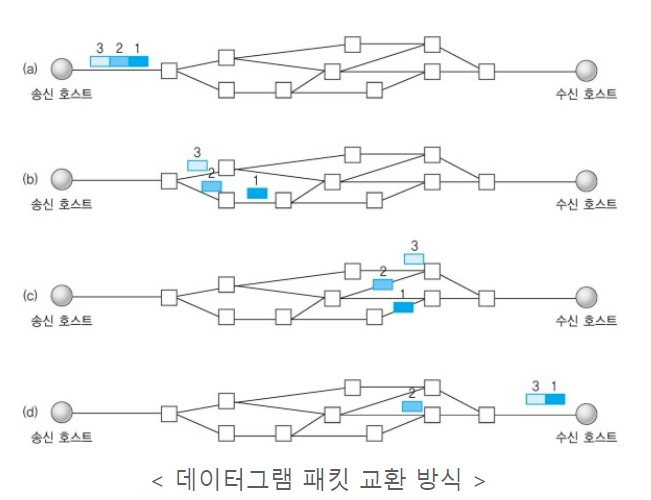 3 2 1
(a)
송신 호스트 수신 호스트
3
(b) 2 1
송신 호스트 수신 호스트
3
2
(c) 1
송신 호스트 수신 호스트
3 1
2
(d)
송신 호스트 수신 호스트
< 데이터그램 패킷 교환 방식 >